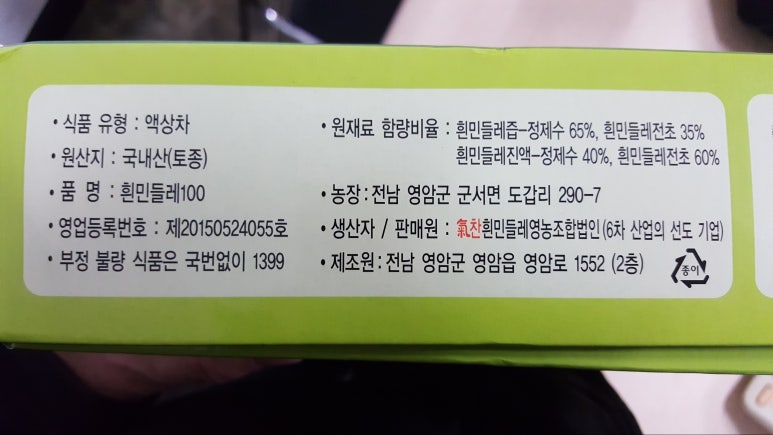 • 식품 유형 : 액상차
• 원산지 : 국내산(토종)
• 품 명 : 흰민들레100
• 영업등록번호 : 제20150524055호
• 부정 불량 식품은 국번없이 1399
• 원재료 함량비율 : 흰민들레즙-정제수 65%, 흰민들레전초 35%
흰민들레진액-정제수 40%, 흰민들레전초 60%
• 농장 : 전남 영암군 군서면 도갑리 290-7
• 생산자 / 판매원 : 氣찬흰민들레영농조합법인 (6차 산업의 선도 기업)
• 제조원 : 전남 영암군 영암읍 영암로 1552 (2층)
종이